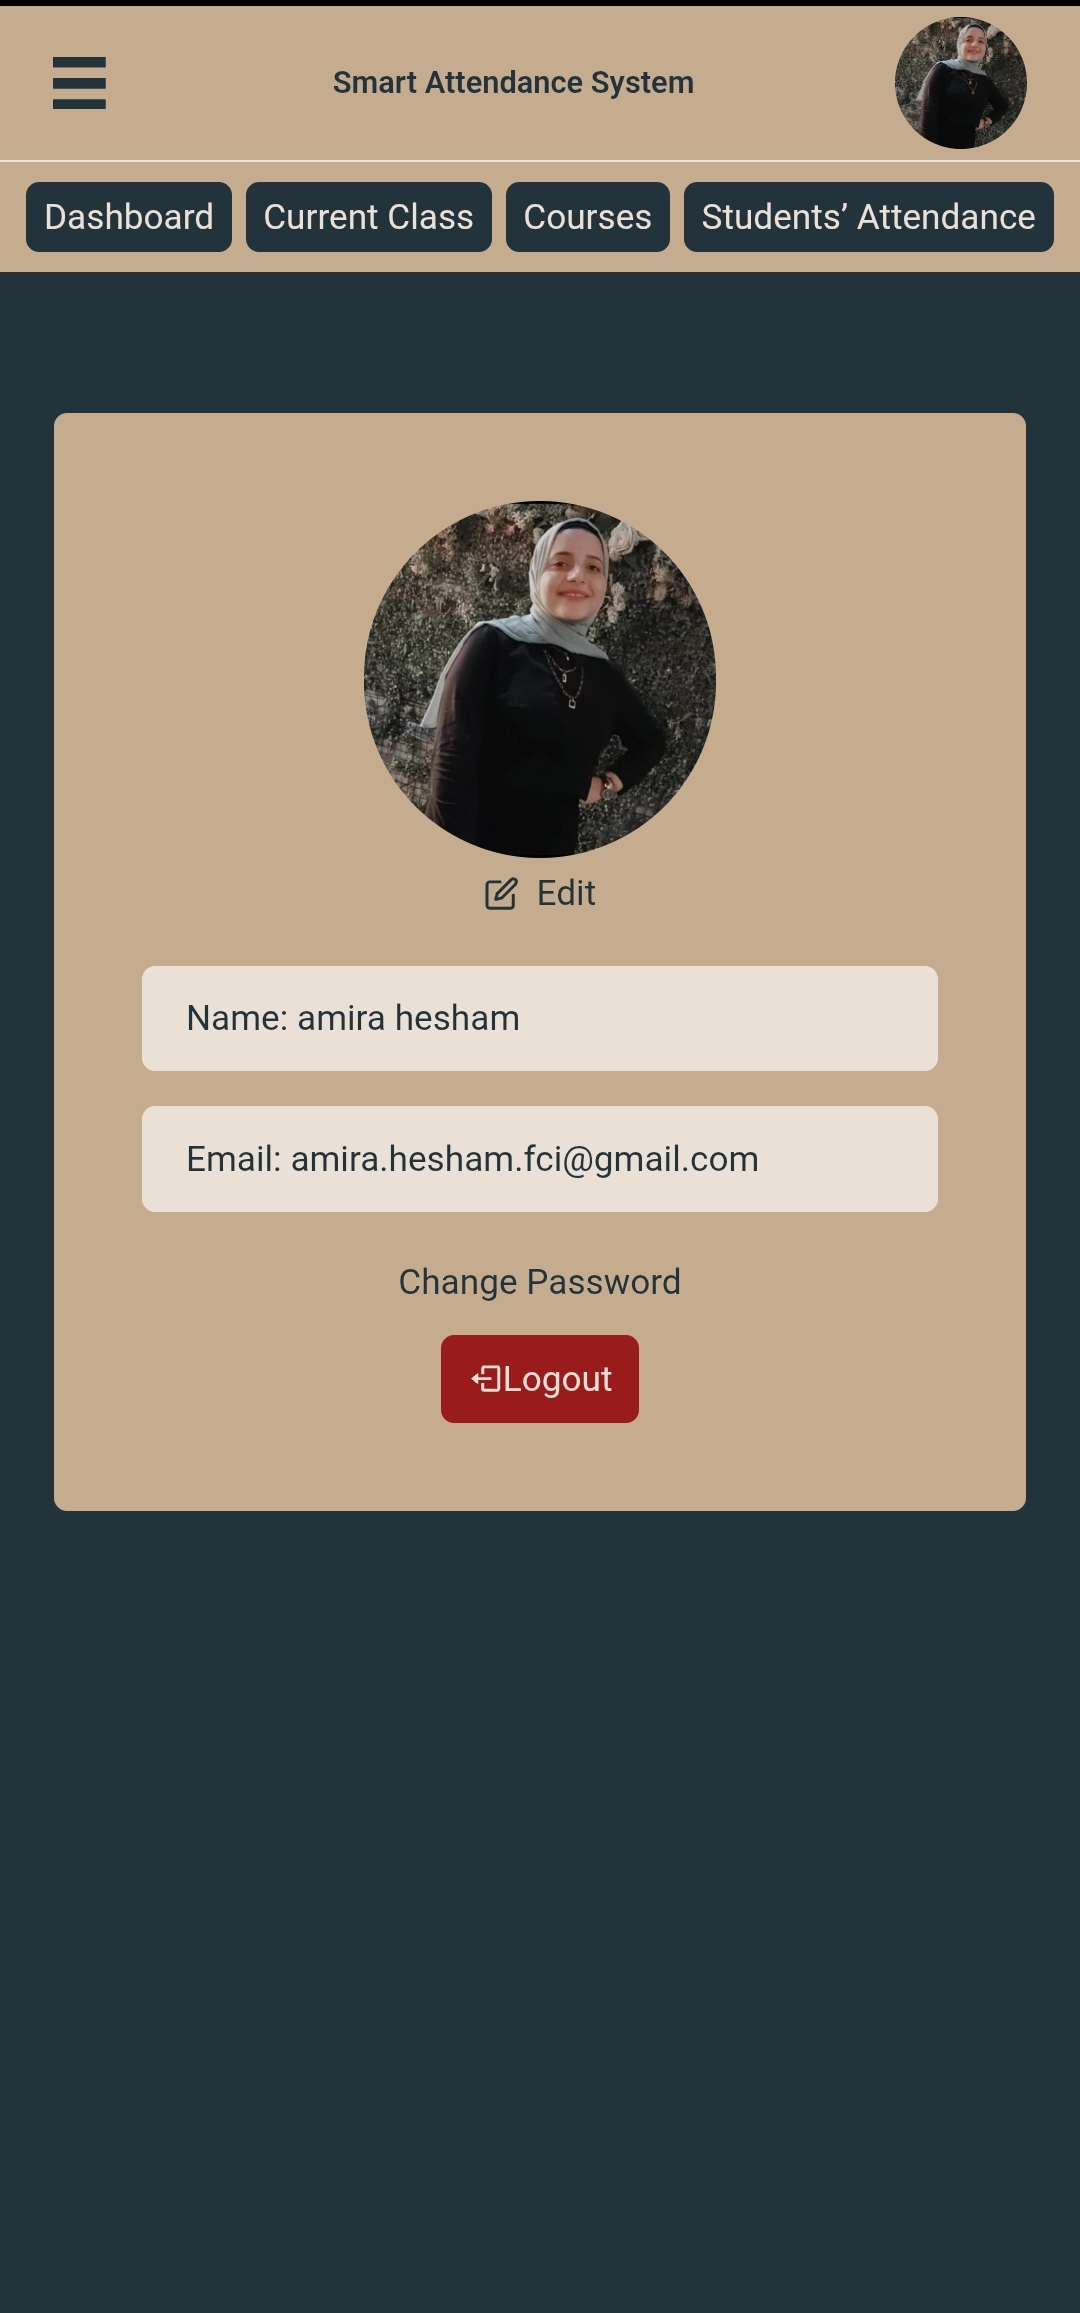 Smart Attendance System
Dashboard Current Class Courses Students’ Attendance
Edit
Name: amira hesham
Email: amira.hesham.fci@gmail.com
Change Password
Logout